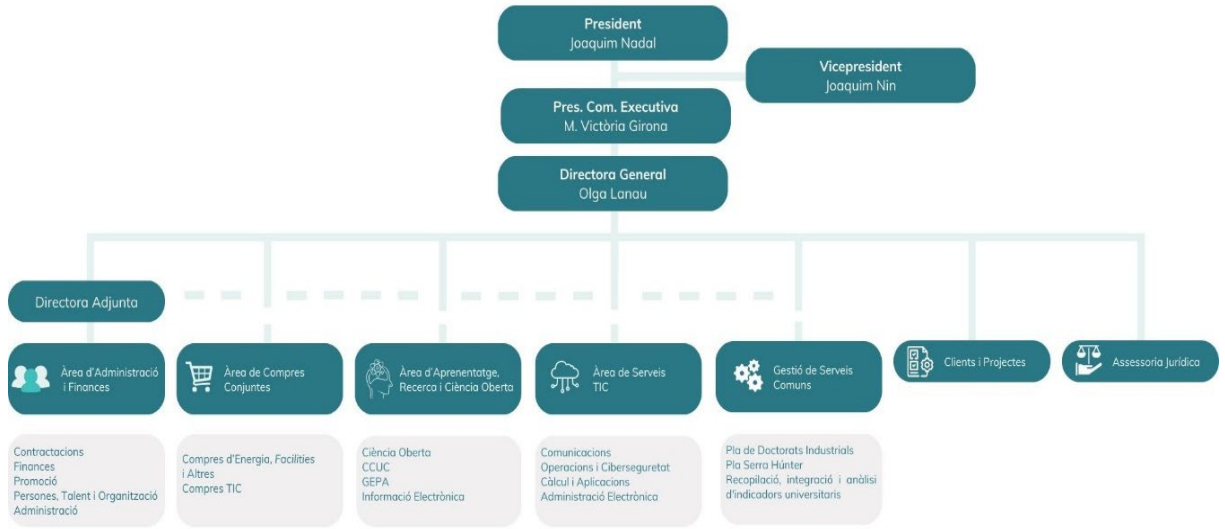 President
Joaquim Nadal
Vicepresident
Joaquim Nin
Pres. Com. Executiva
M. Victòria Girona
Directora General
Olga Lanau
Directora Adjunta
Àrea d'Administració
i Finances
Àrea de Compres
Conjuntes
Àrea d'Aprenentatge,
Recerca i Ciència Oberta
Àrea de Serveis
TIC
Gestió de Serveis
Comuns
Clients i Projectes
Assessoria Jurídica
Contractacions
Finances
Promoció
Persones, Talent i Organització
Administració
Compres d'Energia, Facilities
i Altres
Compres TIC
Ciència Oberta
CCUC
GEPA
Informació Electrònica
Comunicacions
Operacions i Ciberseguretat
Càlcul i Aplicacions
Administració Electrònica
Pla de Doctorats Industrials
Pla Serra Húnter
Recopilació, integració i anàlisi
d'indicadors universitaris